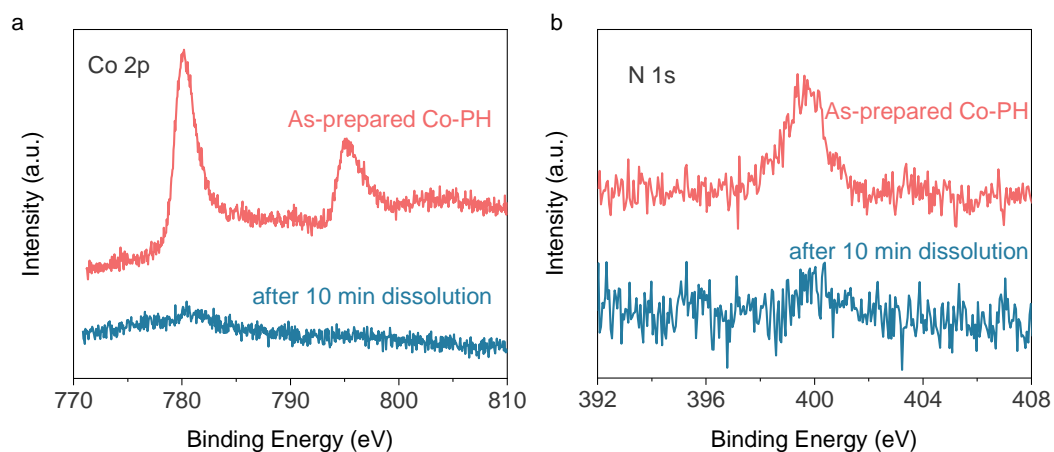 a
Co 2p
As-prepared Co-PH
after 10 min dissolution
Intensity (a.u.)
770 780 790 800 810
Binding Energy (eV)
b
N 1s
As-prepared Co-PH
after 10 min dissolution
Intensity (a.u.)
392 396 400 404 408
Binding Energy (eV)